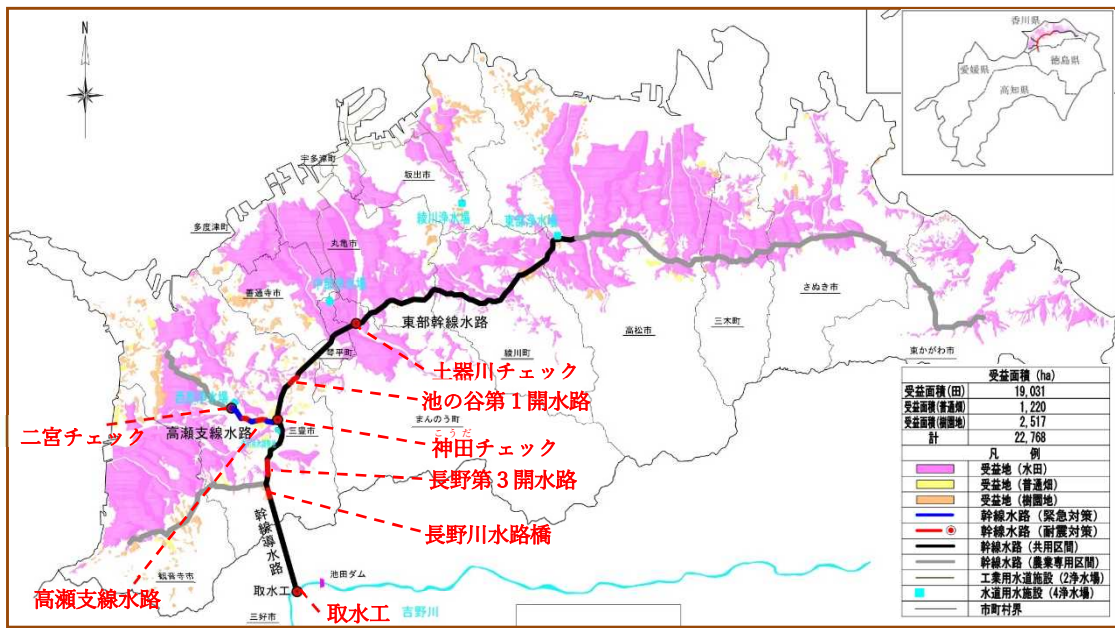 N
香川県
愛媛県
徳島県
高知県
宇多津町
坂出市
綾川浄水場
東部浄水場
多度津町
丸亀市
善通寺市
東部幹線水路
さぬき市
高松市
三木町
綾川町
琴平町
東かがわ市
土器川チェック
池の谷第1開水路
まんのう町
二宮チェック
高瀬支線水路
三豊市
こうだ
神田チェック
長野第3開水路
長野川水路橋
幹線導水路
観音寺市
高瀬支線水路
池田ダム
取水工
取水工
吉野川
三好市
受益面積 (ha)
受益面積(田) 19,031
受益面積(普通畑) 1,220
受益面積(樹園地) 2,517
計 22,768
凡 例
受益地 (水田)
受益地 (普通畑)
受益地 (樹園地)
幹線水路 (緊急対策)
幹線水路 (耐震対策)
幹線水路 (共用区間)
幹線水路 (農業専用区間)
工業用水道施設 (2浄水場)
水道用水施設 (4浄水場)
市町村界